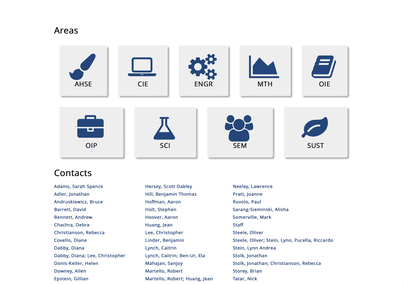 Areas
AHSE
CIE
ENGR
MTH
OIE
OIP
SCI
SEM
SUST
Contacts
Adams, Sarah Spence
Adler, Jonathan
Andruskiewicz, Bruce
Barrett, David
Bennett, Andrew
Chachra, Debra
Christianson, Rebecca
Covello, Diane
Dabby, Diana
Dabby, Diana; Lee, Christopher
Donis-Keller, Helen
Downey, Allen
Epstein, Gillian
Hersey, Scott Oakley
Hill, Benjamin Thomas
Hoffman, Aaron
Holt, Stephen
Hoover, Aaron
Huang, Jean
Lee, Christopher
Linder, Benjamin
Lynch, Caitrin
Lynch, Caitrin; Ben-Ur, Ela
Mahajan, Sanjoy
Martello, Robert
Martello, Robert; Huang, Jean
Neeley, Lawrence
Pratt, Joanne
Ruvolo, Paul
Sarang-Sieminski, Alisha
Somerville, Mark
Staff
Steele, Oliver
Steele, Oliver; Stein, Lynn; Pucella, Riccardo
Stein, Lynn Andrea
Stolk, Jonathan
Stolk, Jonathan; Christianson, Rebecca
Storey, Brian
Tatar, Nick